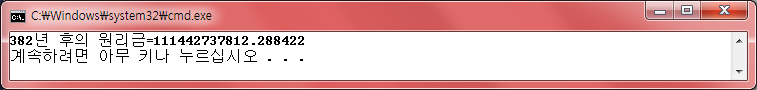 C:₩Windows₩system32₩cmd.exe
382년 후의 원리금=111442737812.288422
계속하려면 아무 키나 누르십시오 . . .